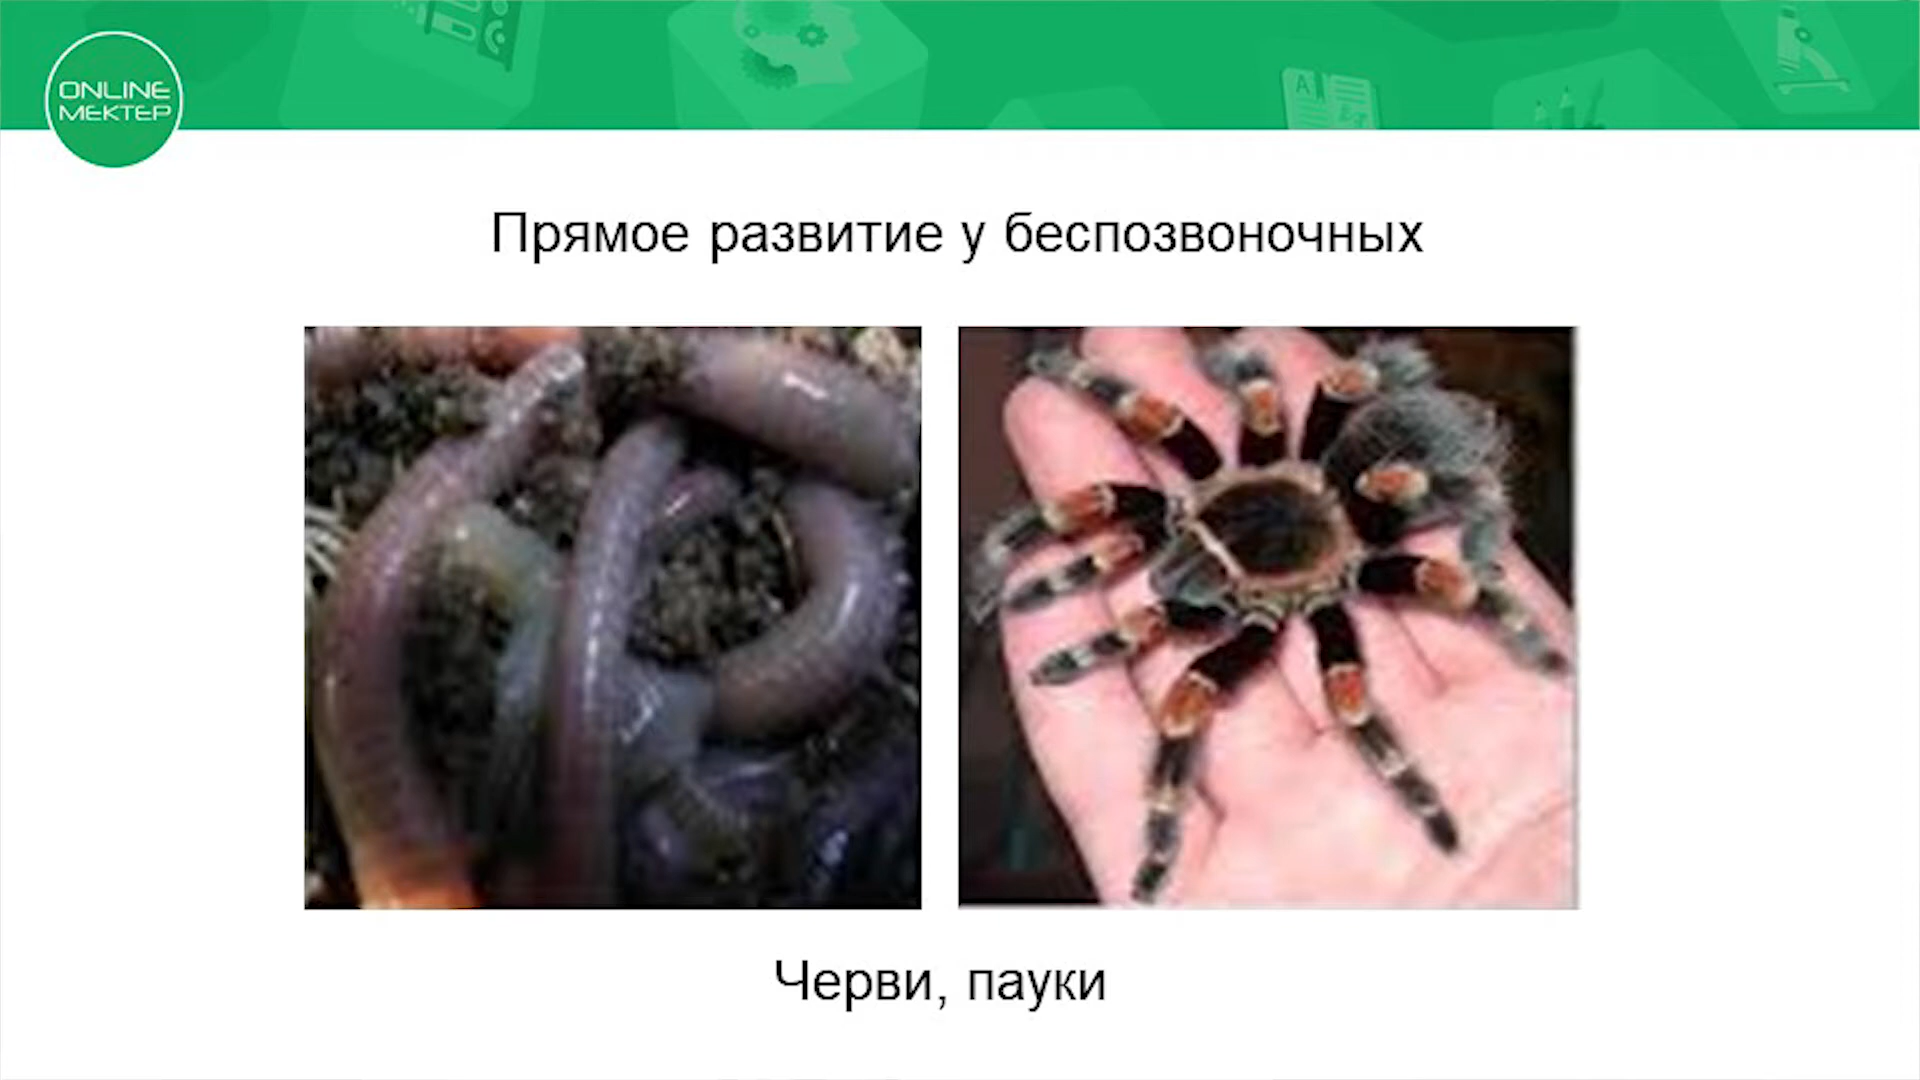 ONLINE
МЕКТЕР
Прямое развитие у беспозвоночных
Черви, пауки